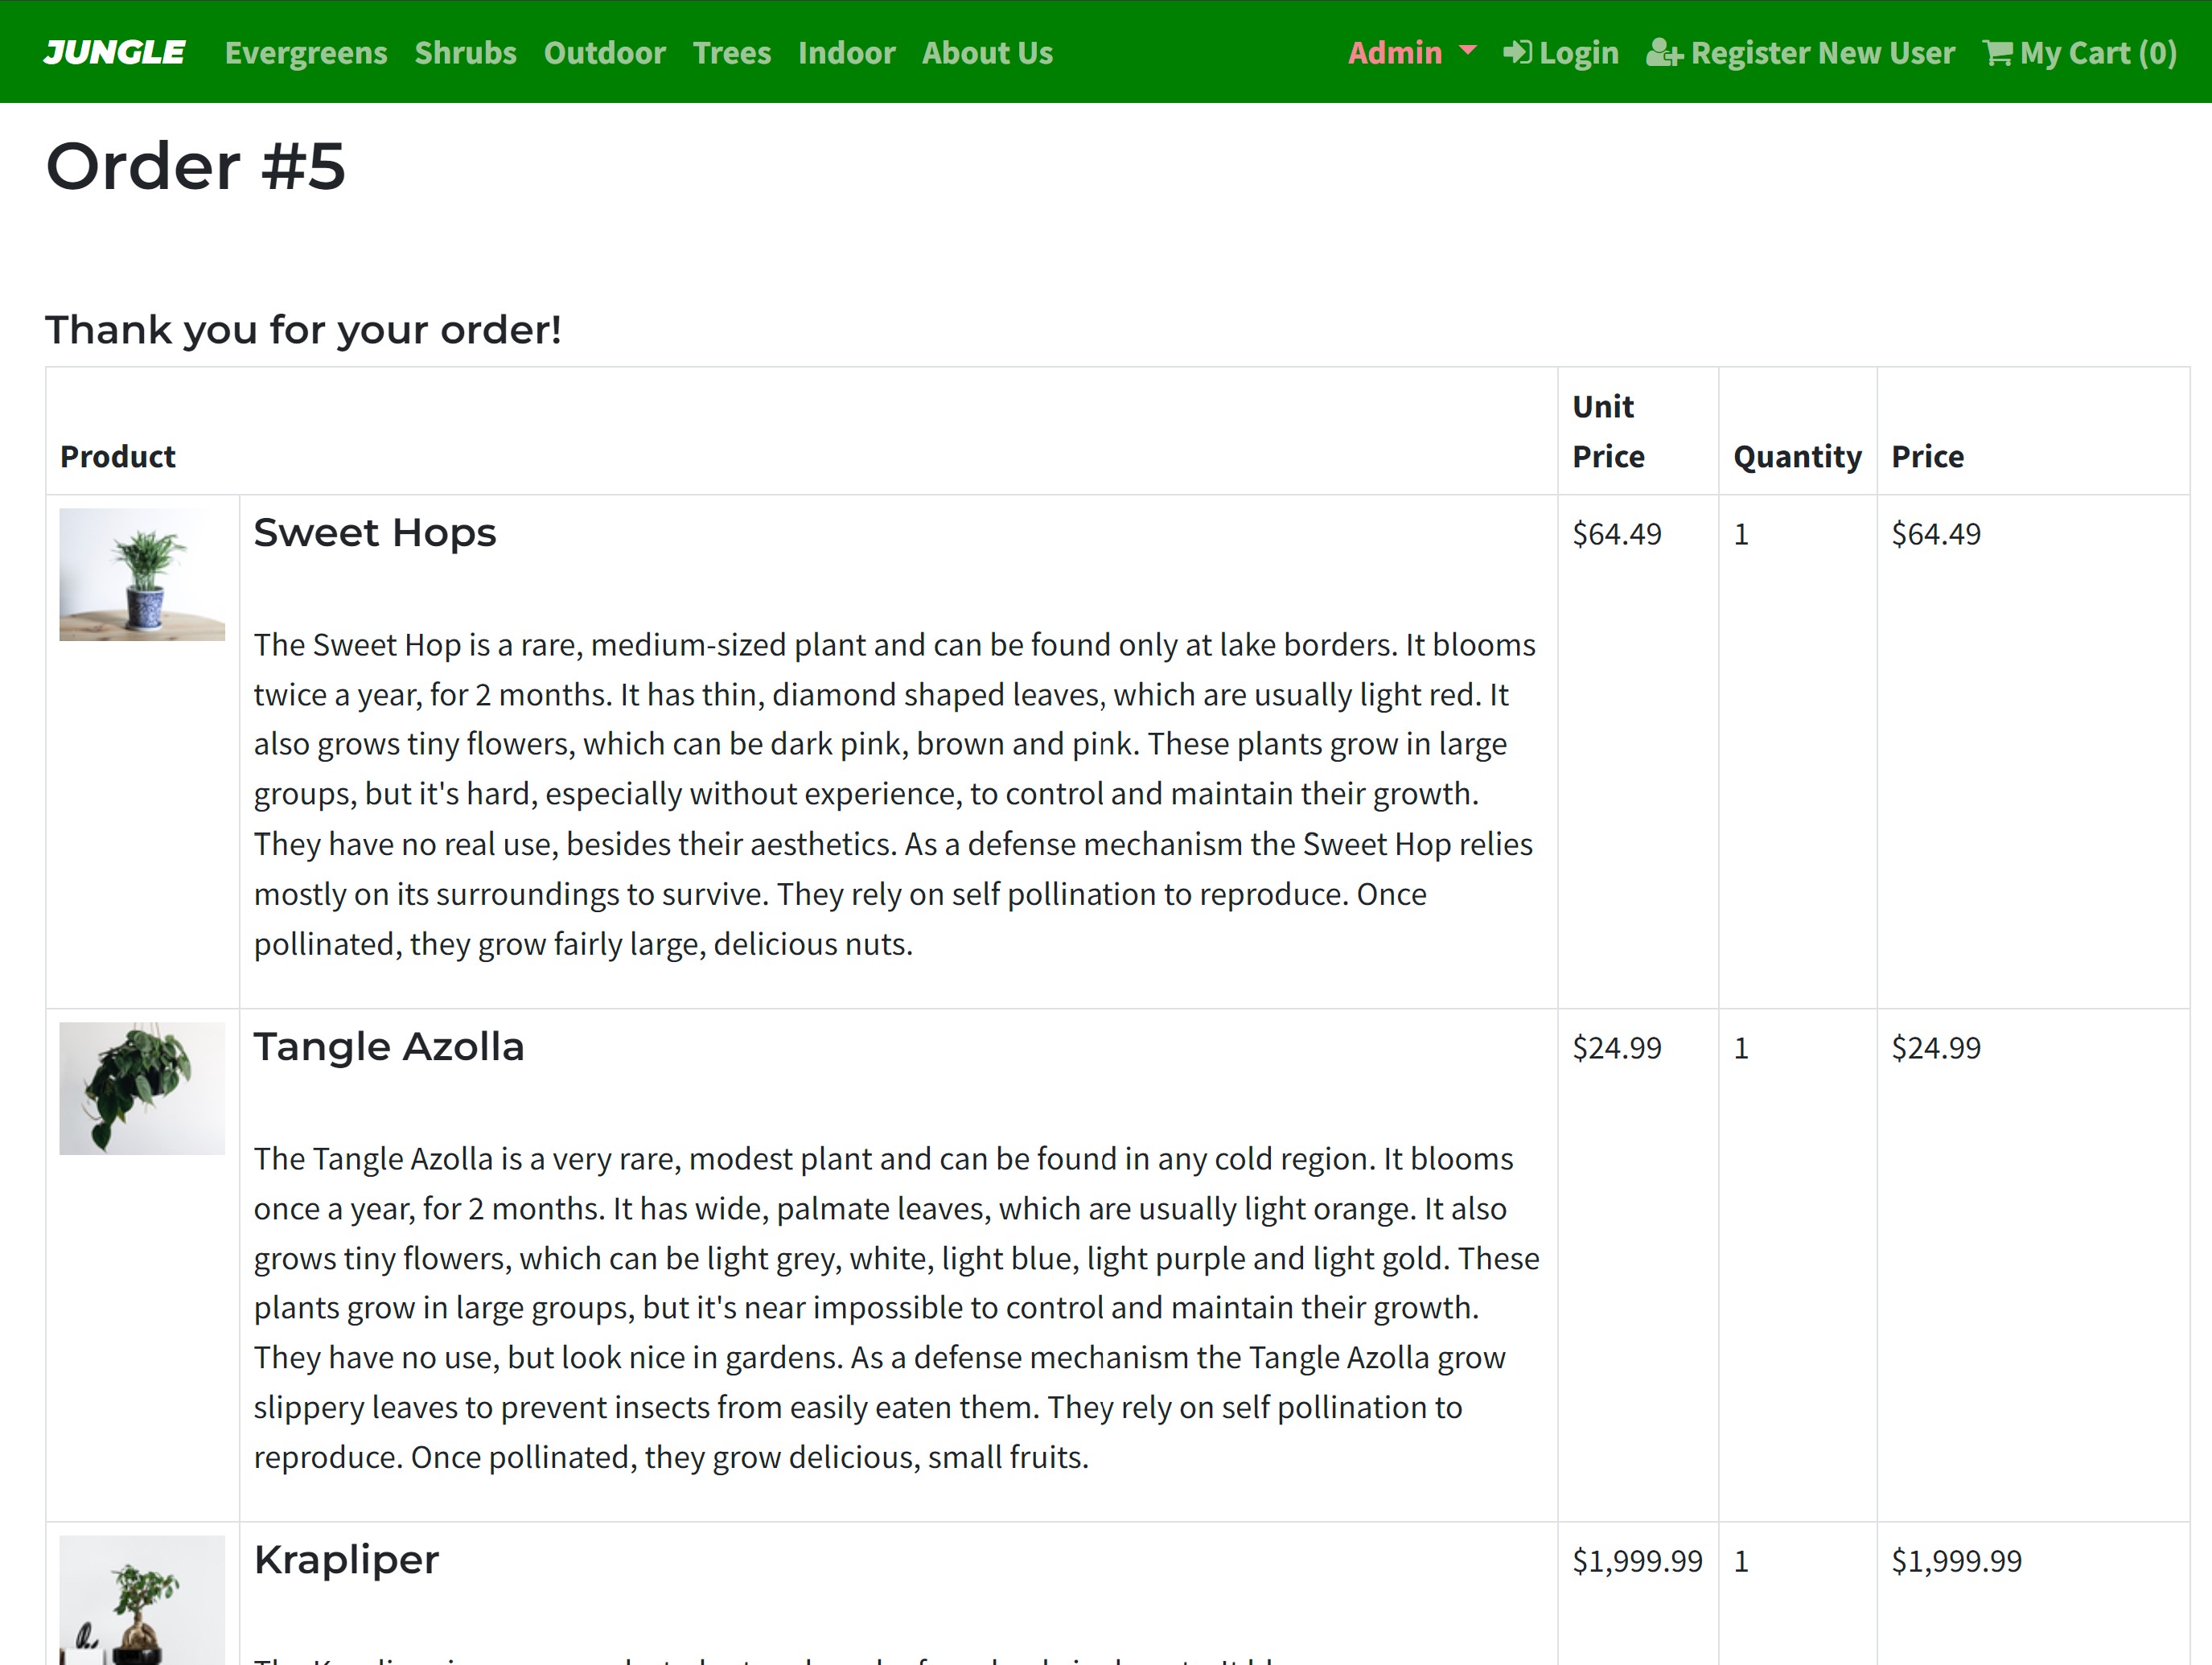 JUNGLE Evergreens Shrubs Outdoor Trees Indoor About Us Admin Login Register New User My Cart (0)
Order #5
Thank you for your order!
Product Unit Price Quantity Price
Sweet Hops $64.49 1 $64.49
The Sweet Hop is a rare, medium-sized plant and can be found only at lake borders. It blooms
twice a year, for 2 months. It has thin, diamond shaped leaves, which are usually light red. It
also grows tiny flowers, which can be dark pink, brown and pink. These plants grow in large
groups, but it's hard, especially without experience, to control and maintain their growth.
They have no real use, besides their aesthetics. As a defense mechanism the Sweet Hop relies
mostly on its surroundings to survive. They rely on self pollination to reproduce. Once
pollinated, they grow fairly large, delicious nuts.
Tangle Azolla $24.99 1 $24.99
The Tangle Azolla is a very rare, modest plant and can be found in any cold region. It blooms
once a year, for 2 months. It has wide, palmate leaves, which are usually light orange. It also
grows tiny flowers, which can be light grey, white, light blue, light purple and light gold. These
plants grow in large groups, but it's near impossible to control and maintain their growth.
They have no use, but look nice in gardens. As a defense mechanism the Tangle Azolla grow
slippery leaves to prevent insects from easily eaten them. They rely on self pollination to
reproduce. Once pollinated, they grow delicious, small fruits.
Krapliper $1,999.99 1 $1,999.99